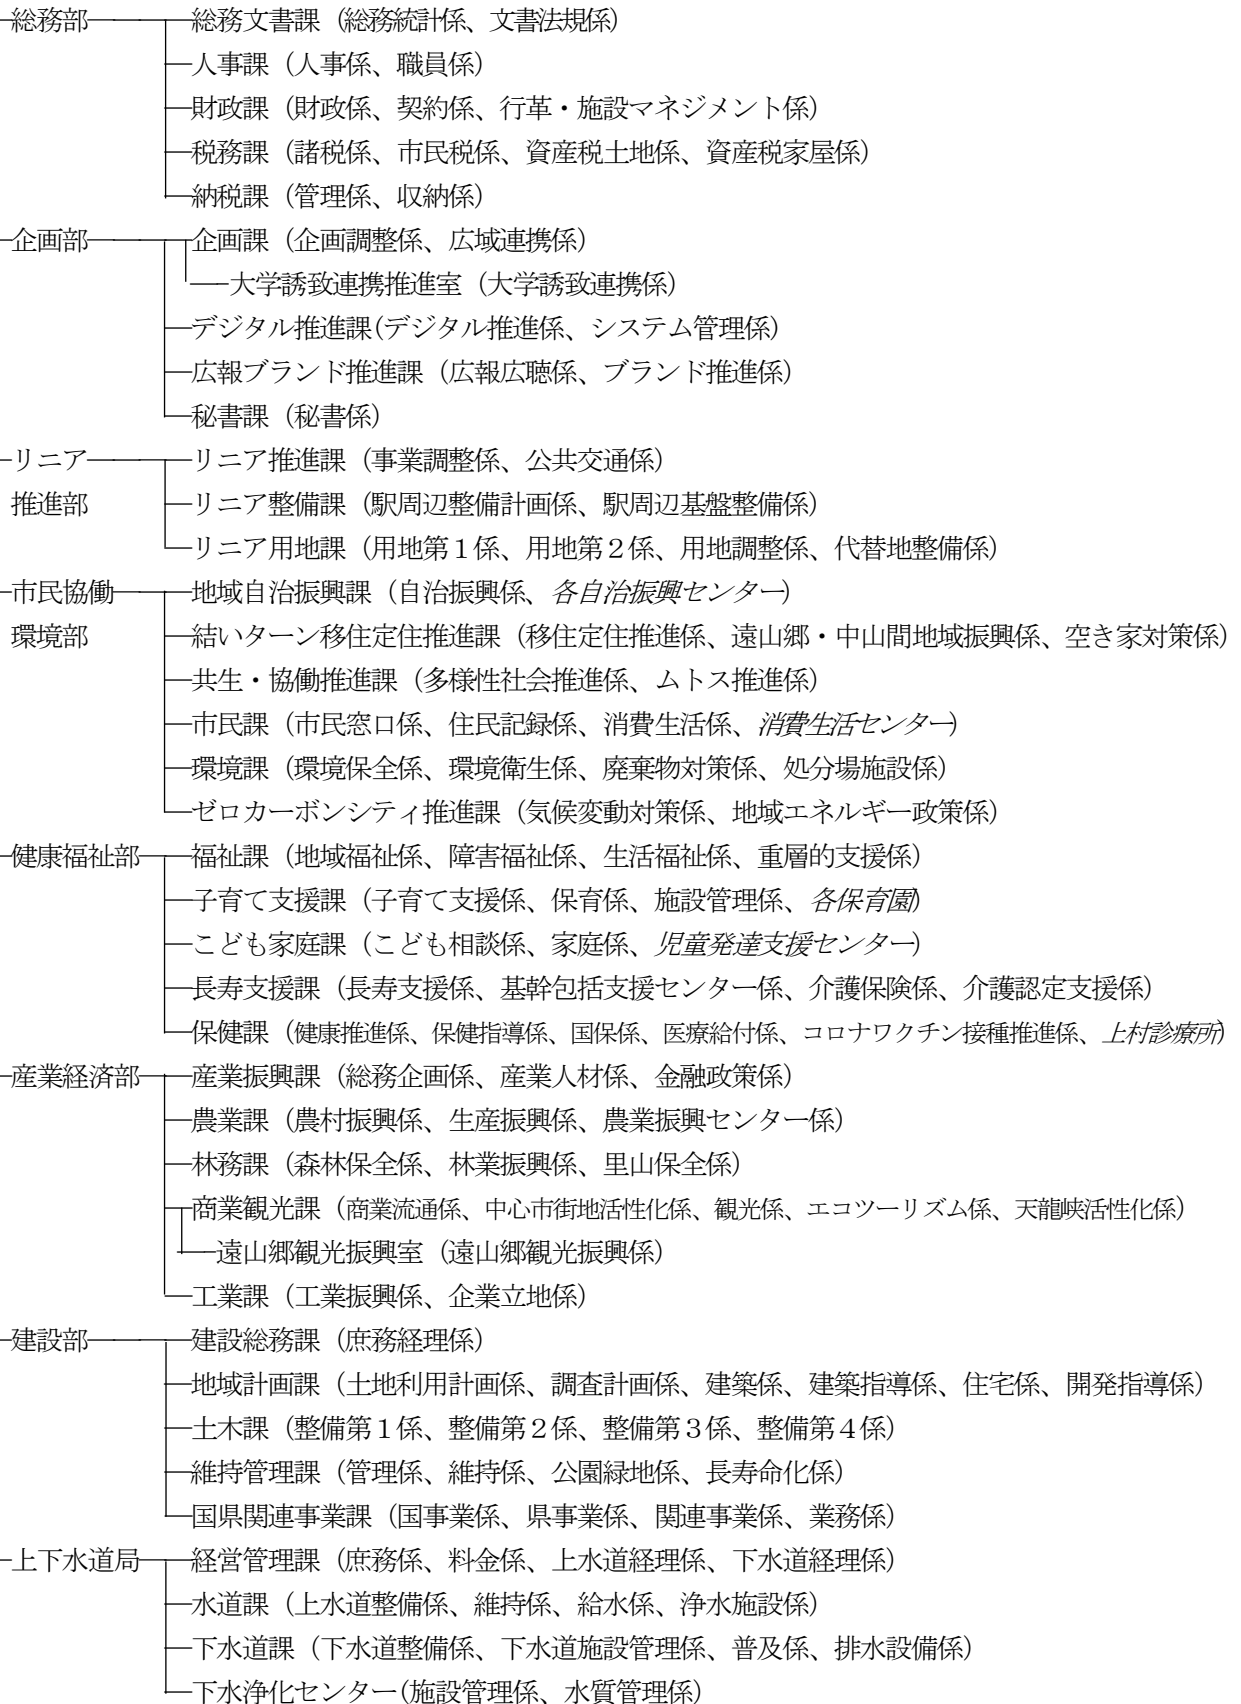 総務部 総務文書課（総務統計係、文書法規係）
人事課（人事係、職員係）
財政課（財政係、契約係、行革・施設マネジメント係）
税務課（諸税係、市民税係、資産税土地係、資産税家屋係）
納税課（管理係、収納係）
企画部 企画課（企画調整係、広域連携係）
大学誘致連携推進室（大学誘致連携係）
デジタル推進課(デジタル推進係、システム管理係）
広報ブランド推進課（広報広聴係、ブランド推進係）
秘書課（秘書係）
リニア リニア推進課（事業調整係、公共交通係）
推進部 リニア整備課（駅周辺整備計画係、駅周辺基盤整備係）
リニア用地課（用地第１係、用地第２係、用地調整係、代替地整備係）
市民協働 地域自治振興課（自治振興係、各自治振興センター）
環境部 結いターン移住定住推進課（移住定住推進係、遠山郷・中山間地域振興係、空き家対策係）
共生・協働推進課（多様性社会推進係、ムトス推進係）
市民課（市民窓口係、住民記録係、消費生活係、消費生活センター）
環境課（環境保全係、環境衛生係、廃棄物対策係、処分場施設係）
ゼロカーボンシティ推進課（気候変動対策係、地域エネルギー政策係）
健康福祉部 福祉課（地域福祉係、障害福祉係、生活福祉係、重層的支援係）
子育て支援課（子育て支援係、保育係、施設管理係、各保育園）
こども家庭課（こども相談係、家庭係、児童発達支援センター）
長寿支援課（長寿支援係、基幹包括支援センター係、介護保険係、介護認定支援係）
保健課（健康推進係、保健指導係、国保係、医療給付係、コロナワクチン接種推進係、上村診療所）
産業経済部 産業振興課（総務企画係、産業人材係、金融政策係）
農業課（農村振興係、生産振興係、農業振興センター係）
林務課（森林保全係、林業振興係、里山保全係）
商業観光課（商業流通係、中心市街地活性化係、観光係、エコツーリズム係、天龍峡活性化係）
遠山郷観光振興室（遠山郷観光振興係）
工業課（工業振興係、企業立地係）
建設部 建設総務課（庶務経理係）
地域計画課（土地利用計画係、調査計画係、建築係、建築指導係、住宅係、開発指導係）
土木課（整備第１係、整備第２係、整備第３係、整備第４係）
維持管理課（管理係、維持係、公園緑地係、長寿命化係）
国県関連事業課（国事業係、県事業係、関連事業係、業務係）
上下水道局 経営管理課（庶務係、料金係、上水道経理係、下水道経理係）
水道課（上水道整備係、維持係、給水係、浄水施設係）
下水道課（下水道整備係、下水道施設管理係、普及係、排水設備係）
下水浄化センター(施設管理係、水質管理係）